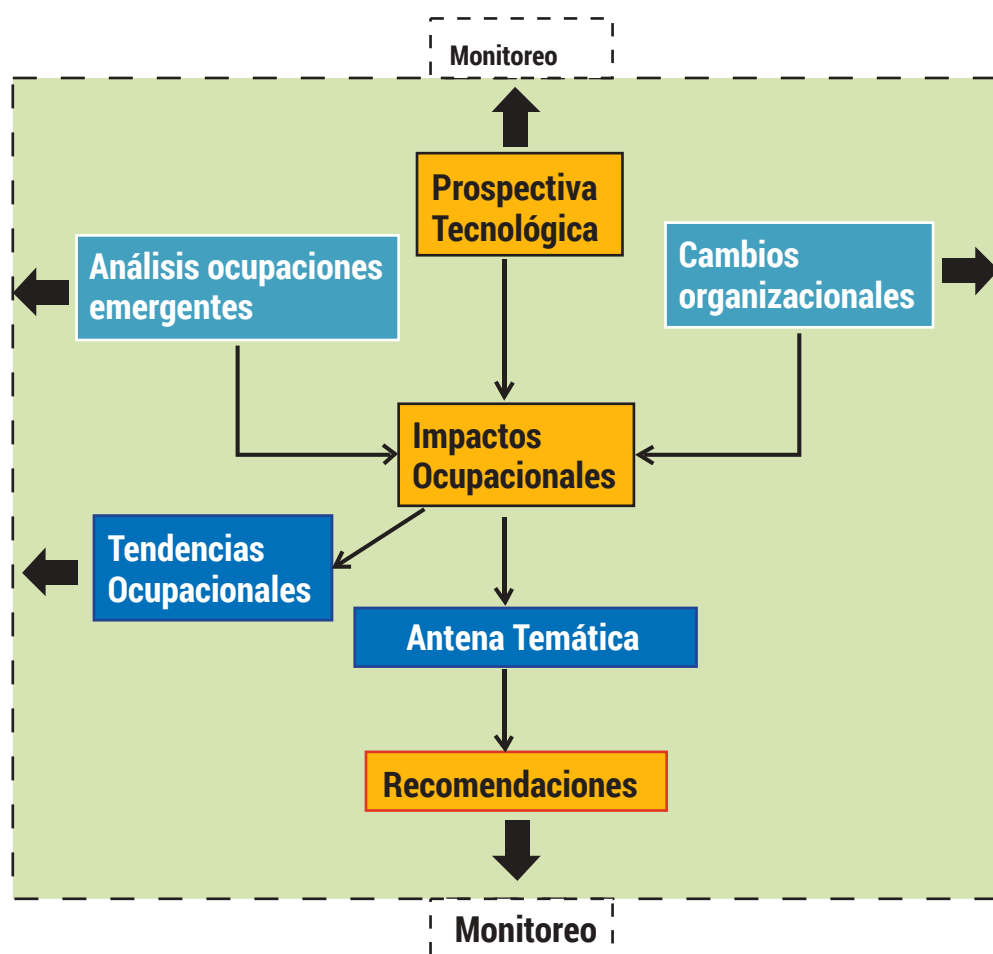 Monitoreo
Prospectiva
Tecnológica
Análisis ocupaciones
emergentes
Cambios
organizacionales
Impactos
Ocupacionales
Tendencias
Ocupacionales
Antena Temática
Recomendaciones
Monitoreo